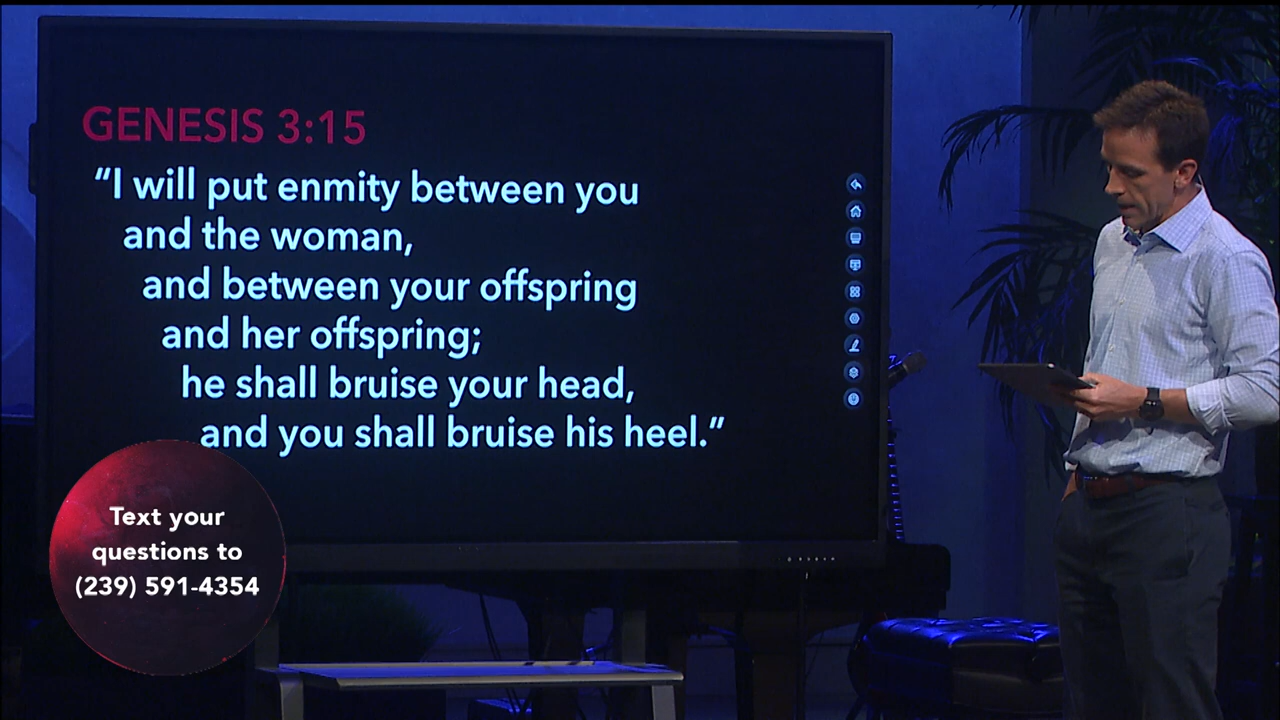 GENESIS 3:15
“I will put enmity between you
and the woman,
and between your offspring
and her offspring;
he shall bruise your head,
and you shall bruise his heel.”
Text your
questions to
(239) 591-4354